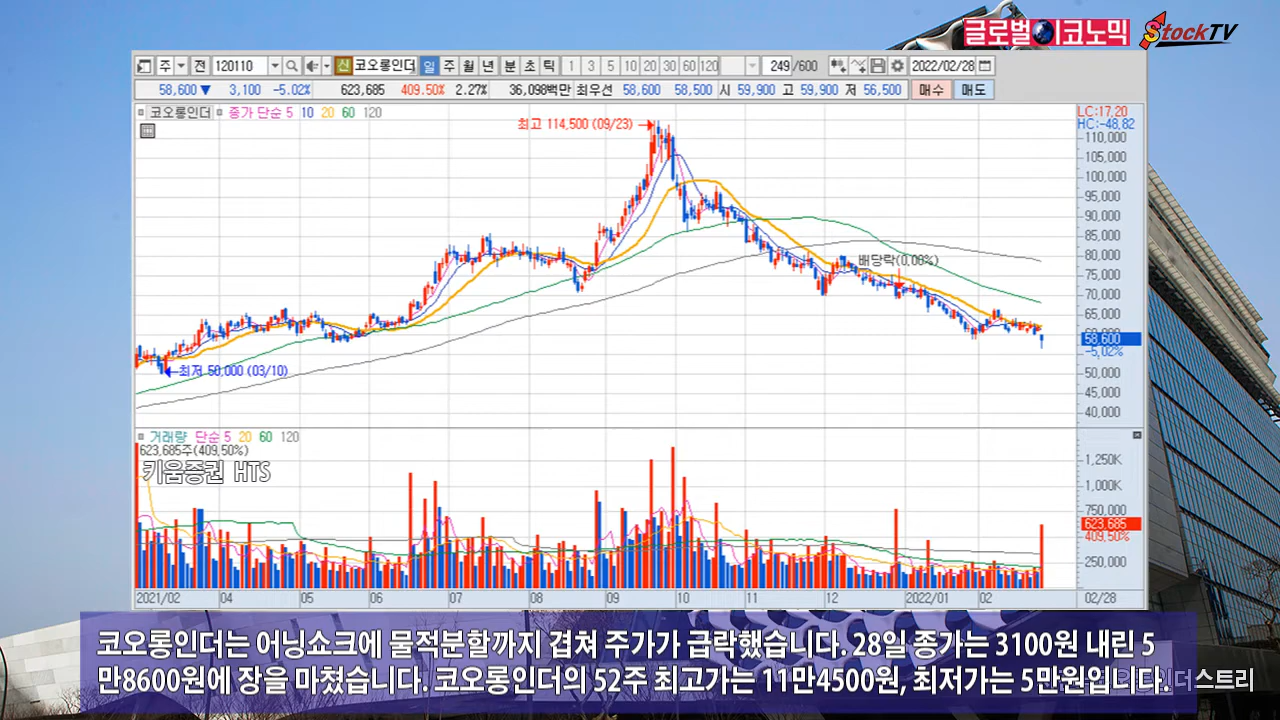 글로벌이코노믹 StockTV
주 전 120110 신 코오롱인더 일 주 월 년 분 초 틱 1 3 5 10 20 30 60 120 249 /600 2022/02/28
58,600 ▼ 3,100 -5.02% 623,685 409.50% 2.27% 36,098백만 최우선 58,600 58,500 시 59,900 고 59,900 저 56,500 매수 매도
코오롱인더 종가 단순 5 10 20 60 120
LC:17,20
HC:-48,82
최고 114,500 (09/23)
110,000
105,000
100,000
95,000
90,000
85,000
80,000
배당락(0,00%)
75,000
70,000
65,000
58,600
-5,02%
최저 50,000 (03/10)
50,000
45,000
40,000
거래량 단순 5 20 60 120
623,685주(409,50%)
키움증권 HTS
1,250K
1,000K
750,000
623,685
409,50%
250,000
2021/02 04 05 06 07 08 09 10 11 12 2022/01 02 02/28
코오롱인더는 어닝쇼크에 물적분할까지 겹쳐 주가가 급락했습니다. 28일 종가는 3100원 내린 5
만8600원에 장을 마쳤습니다. 코오롱인더의 52주 최고가는 11만4500원, 최저가는 5만원입니다.
인더스트리